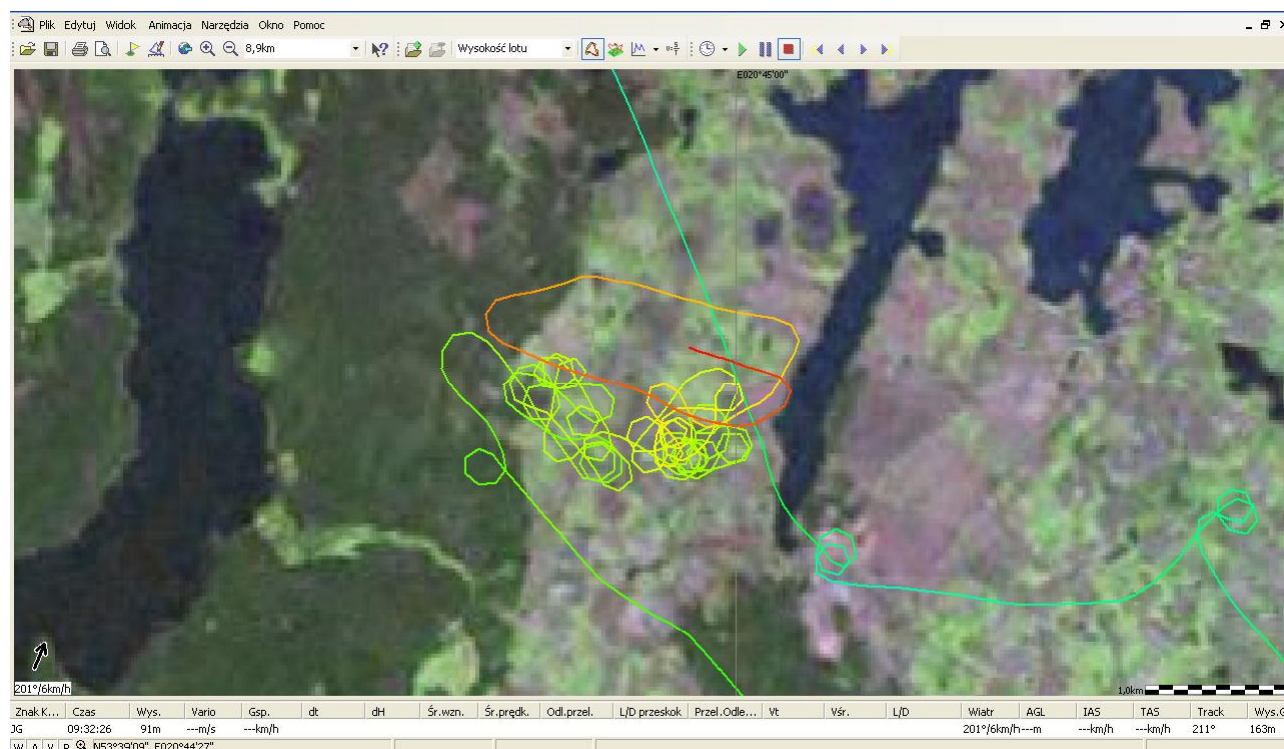 Plik Edytuj Widok Animacja Narzędzia Okno Pomoc
8,9km Wysokość lotu
E020°45'00"
201°/6km/h
1,0km
Znak K... Czas Wys. Vario Gsp. dt dH Śr.wzn. Śr.prędk. Odl.przel. L/D przeskok Przel.Odle... Vt Vśr. L/D Wiatr AGL IAS TAS Track Wys.G
JG 09:32:26 91m ---m/s ---km/h 201°/6km/h ---m ---km/h ---km/h 211° 163m
W A V P N53°39'09" E020°44'27"